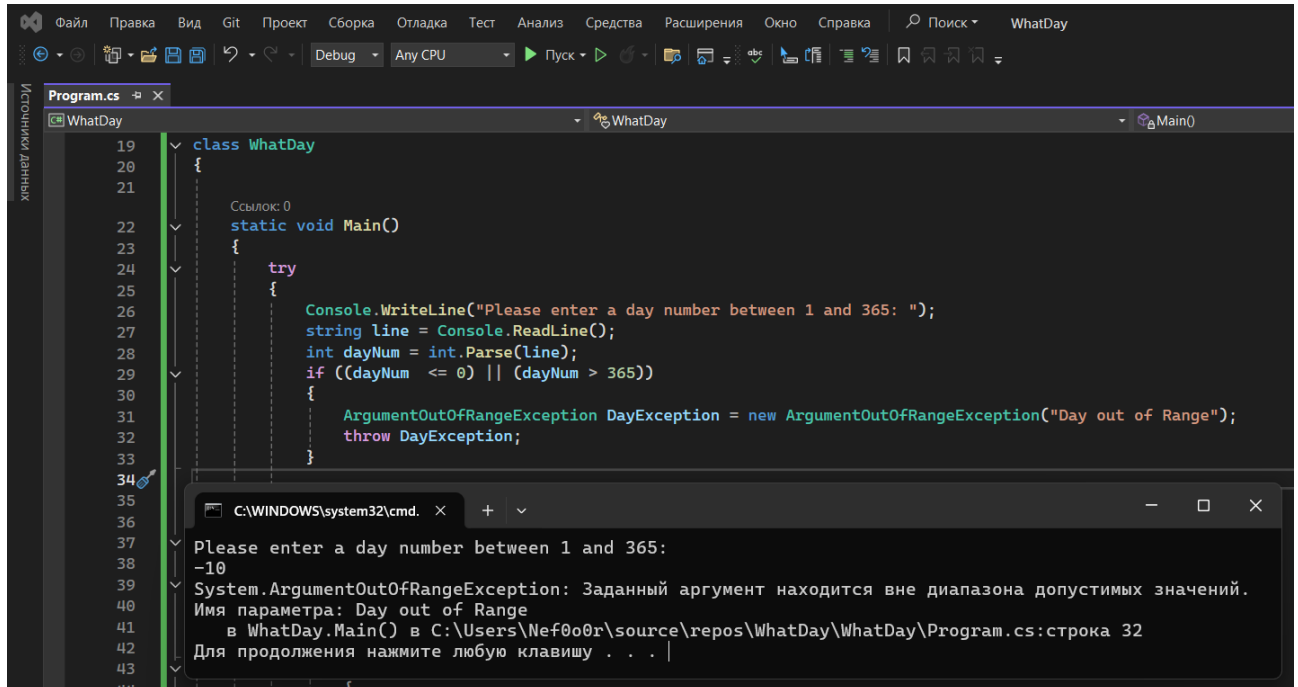 Файл Правка Вид Git Проект Сборка Отладка Тест Анализ Средства Расширения Окно Справка Поиск WhatDay
Debug Any CPU Пуск
Источники данных
Program.cs
C# WhatDay WhatDay Main()
19 class WhatDay
20 {
21
Ссылок: 0
22 static void Main()
23 {
24 try
25 {
26 Console.WriteLine("Please enter a day number between 1 and 365: ");
27 string line = Console.ReadLine();
28 int dayNum = int.Parse(line);
29 if ((dayNum  <= 0) || (dayNum > 365))
30 {
31 ArgumentOutOfRangeException DayException = new ArgumentOutOfRangeException("Day out of Range");
32 throw DayException;
33 }
34
35
36
37
38
39
40
41
42
43
C:\WINDOWS\system32\cmd.
Please enter a day number between 1 and 365:
-10
System.ArgumentOutOfRangeException: Заданный аргумент находится вне диапазона допустимых значений.
Имя параметра: Day out of Range
в WhatDay.Main() в C:\Users\Nef0o0r\source\repos\WhatDay\WhatDay\Program.cs:строка 32
Для продолжения нажмите любую клавишу . . .